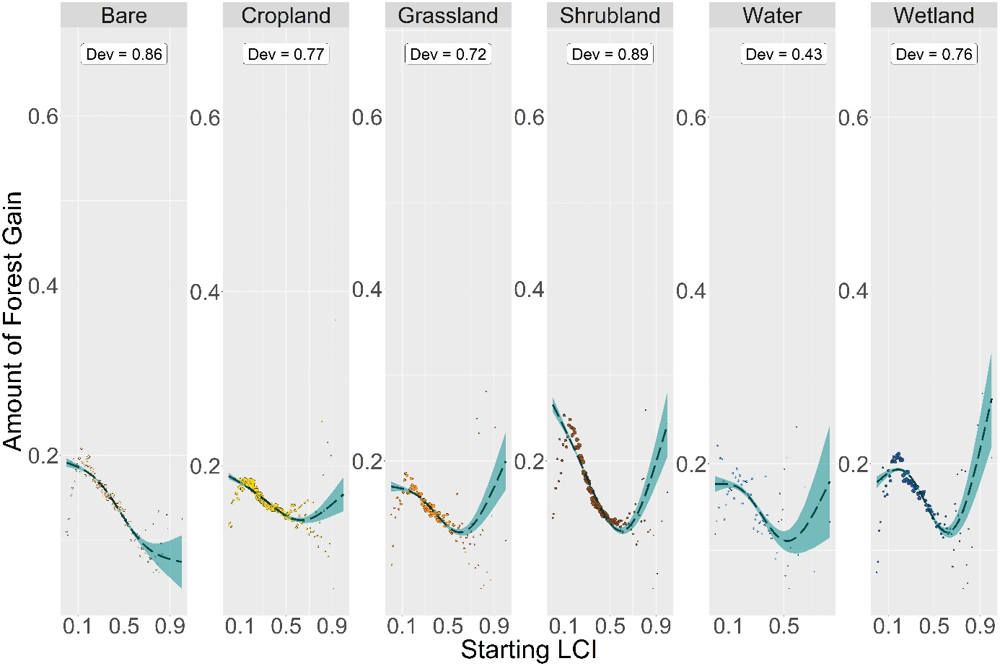 Bare Cropland Grassland Shrubland Water Wetland
Dev = 0.86 Dev = 0.77 Dev = 0.72 Dev = 0.89 Dev = 0.43 Dev = 0.76
0.6 0.6 0.6 0.6 0.6 0.6
0.4 0.4 0.4 0.4 0.4 0.4
Amount of Forest Gain
0.2 0.2 0.2 0.2 0.2 0.2
0.1 0.5 0.9 0.1 0.5 0.9 0.1 0.5 0.9 0.1 0.5 0.9 0.1 0.5 0.1 0.5 0.9
Starting LCI